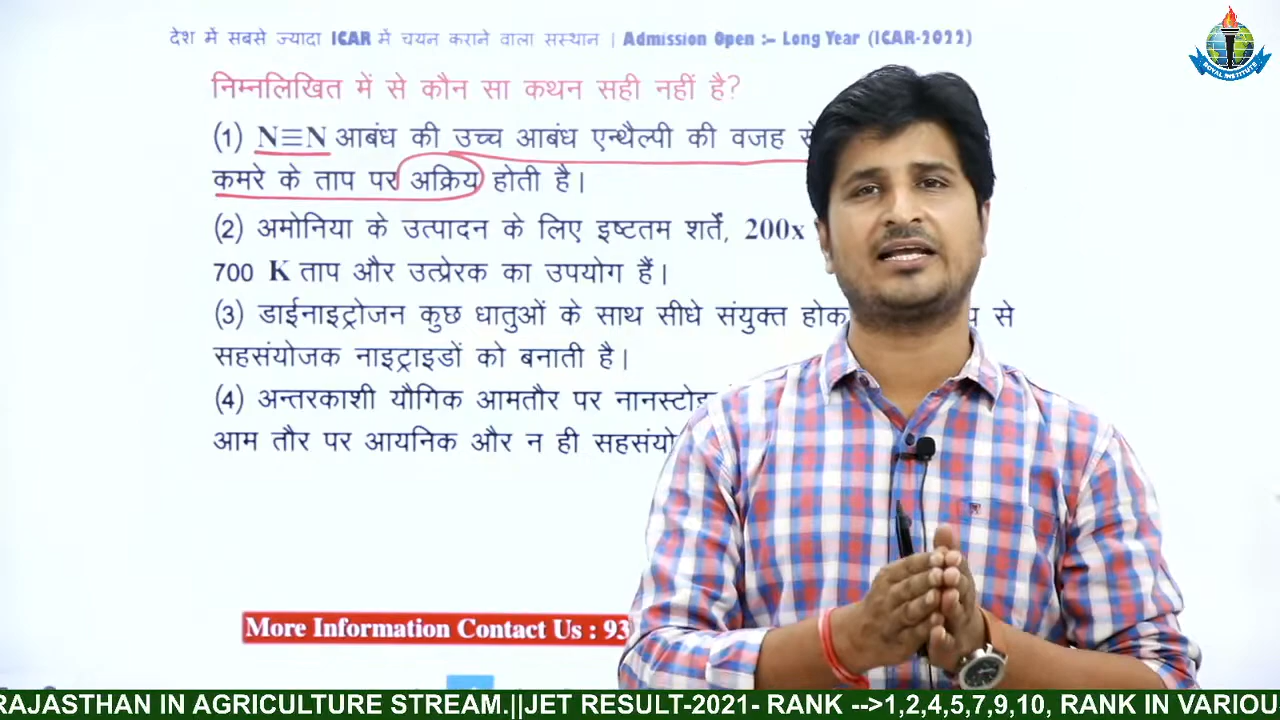 देश में सबसे ज्यादा ICAR में चयन कराने वाला संस्थान | Admission Open :– Long Year (ICAR-2022)
ROYAL INSTITUTE
निम्नलिखित में से कौन सा कथन सही नहीं है?
(1) N≡N आबंध की उच्च आबंध एन्थैल्पी की वजह
कमरे के ताप पर अक्रिय होती है।
(2) अमोनिया के उत्पादन के लिए इष्टतम शर्तें, 200x
700 K ताप और उत्प्रेरक का उपयोग हैं।
(3) डाईनाइट्रोजन कुछ धातुओं के साथ सीधे संयुक्त से
सहसंयोजक नाइट्राइडों को बनाती है।
(4) अन्तरकाशी यौगिक आमतौर पर
आम तौर पर आयनिक और न ही
More Information Contact Us : 93
RAJASTHAN IN AGRICULTURE STREAM.||JET RESULT-2021- RANK -->1,2,4,5,7,9,10, RANK IN VARIOU